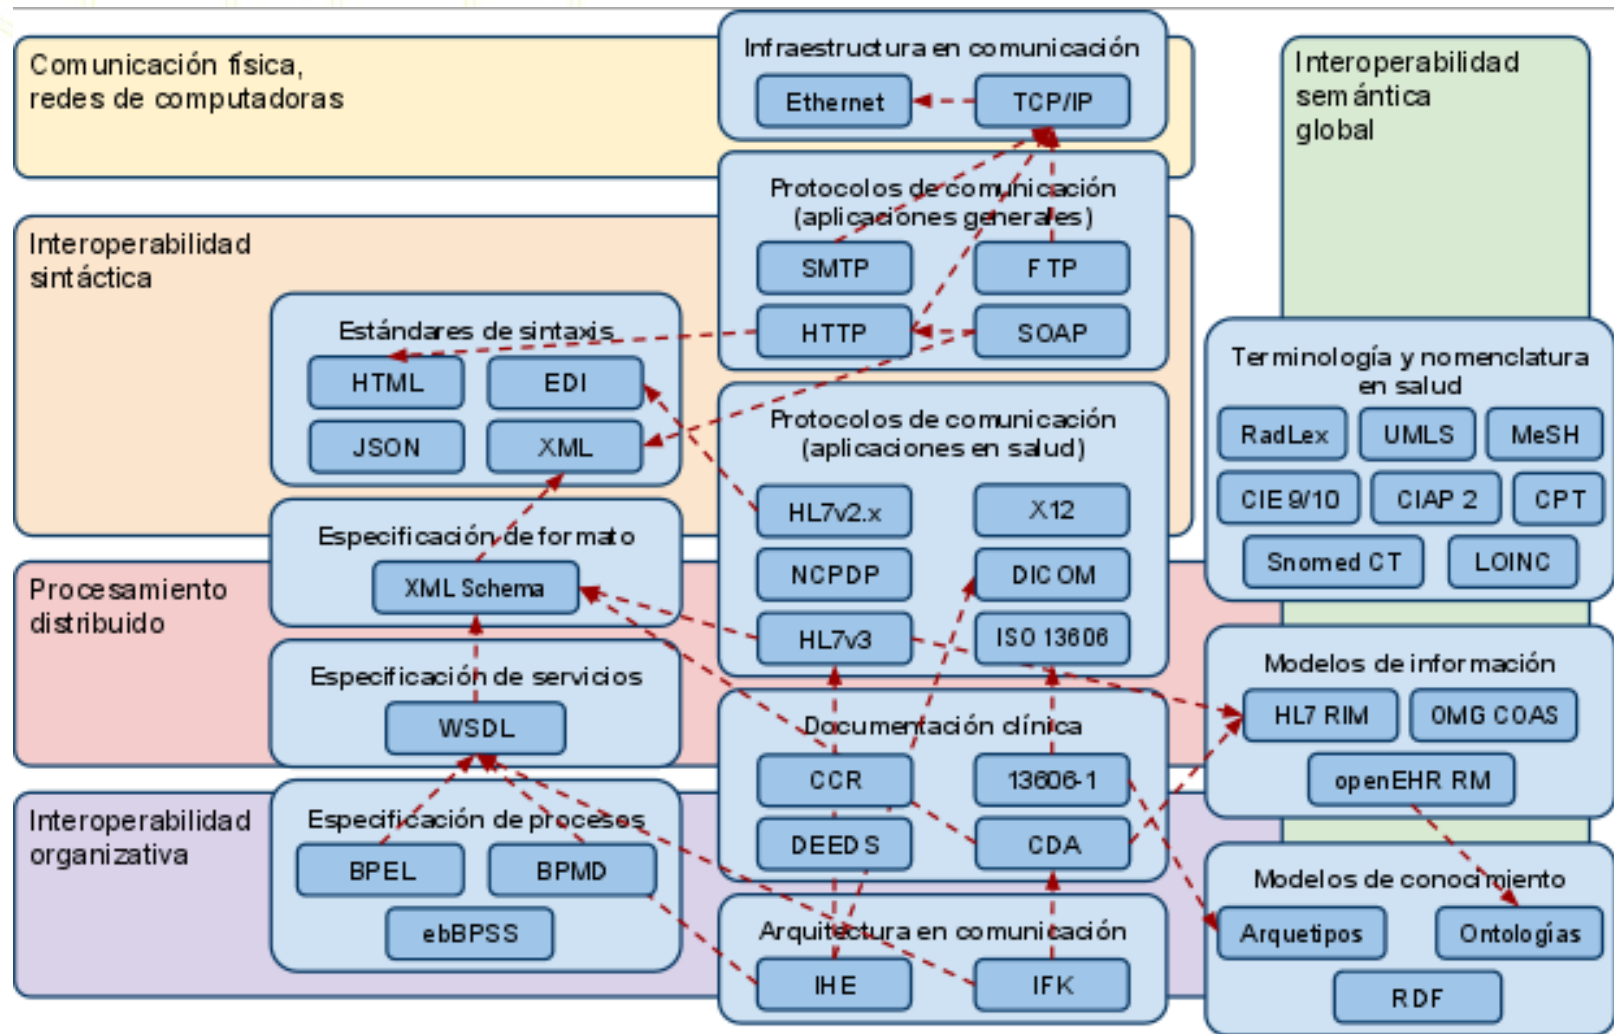 Comunicación física,
redes de computadoras
Infraestructura en comunicación
Ethernet
TCP/IP
Interoperabilidad
semántica
global
Interoperabilidad
sintáctica
Protocolos de comunicación
(aplicaciones generales)
SMTP
FTP
HTTP
SOAP
Estándares de sintaxis
HTML
EDI
JSON
XML
Protocolos de comunicación
(aplicaciones en salud)
HL7v2.x
X12
NCPDP
DICOM
HL7v3
ISO 13606
Terminología y nomenclatura
en salud
RadLex
UMLS
MeSH
CIE 9/10
CIAP 2
CPT
Snomed CT
LOINC
Especificación de formato
XML Schema
Procesamiento
distribuido
Especificación de servicios
WSDL
Modelos de información
HL7 RIM
OMG COAS
openEHR RM
Documentación clínica
CCR
13606-1
DEEDS
CDA
Interoperabilidad
organizativa
Especificación de procesos
BPEL
BPMD
ebBPSS
Arquitectura en comunicación
IHE
IFK
Modelos de conocimiento
Arquetipos
Ontologías
RDF